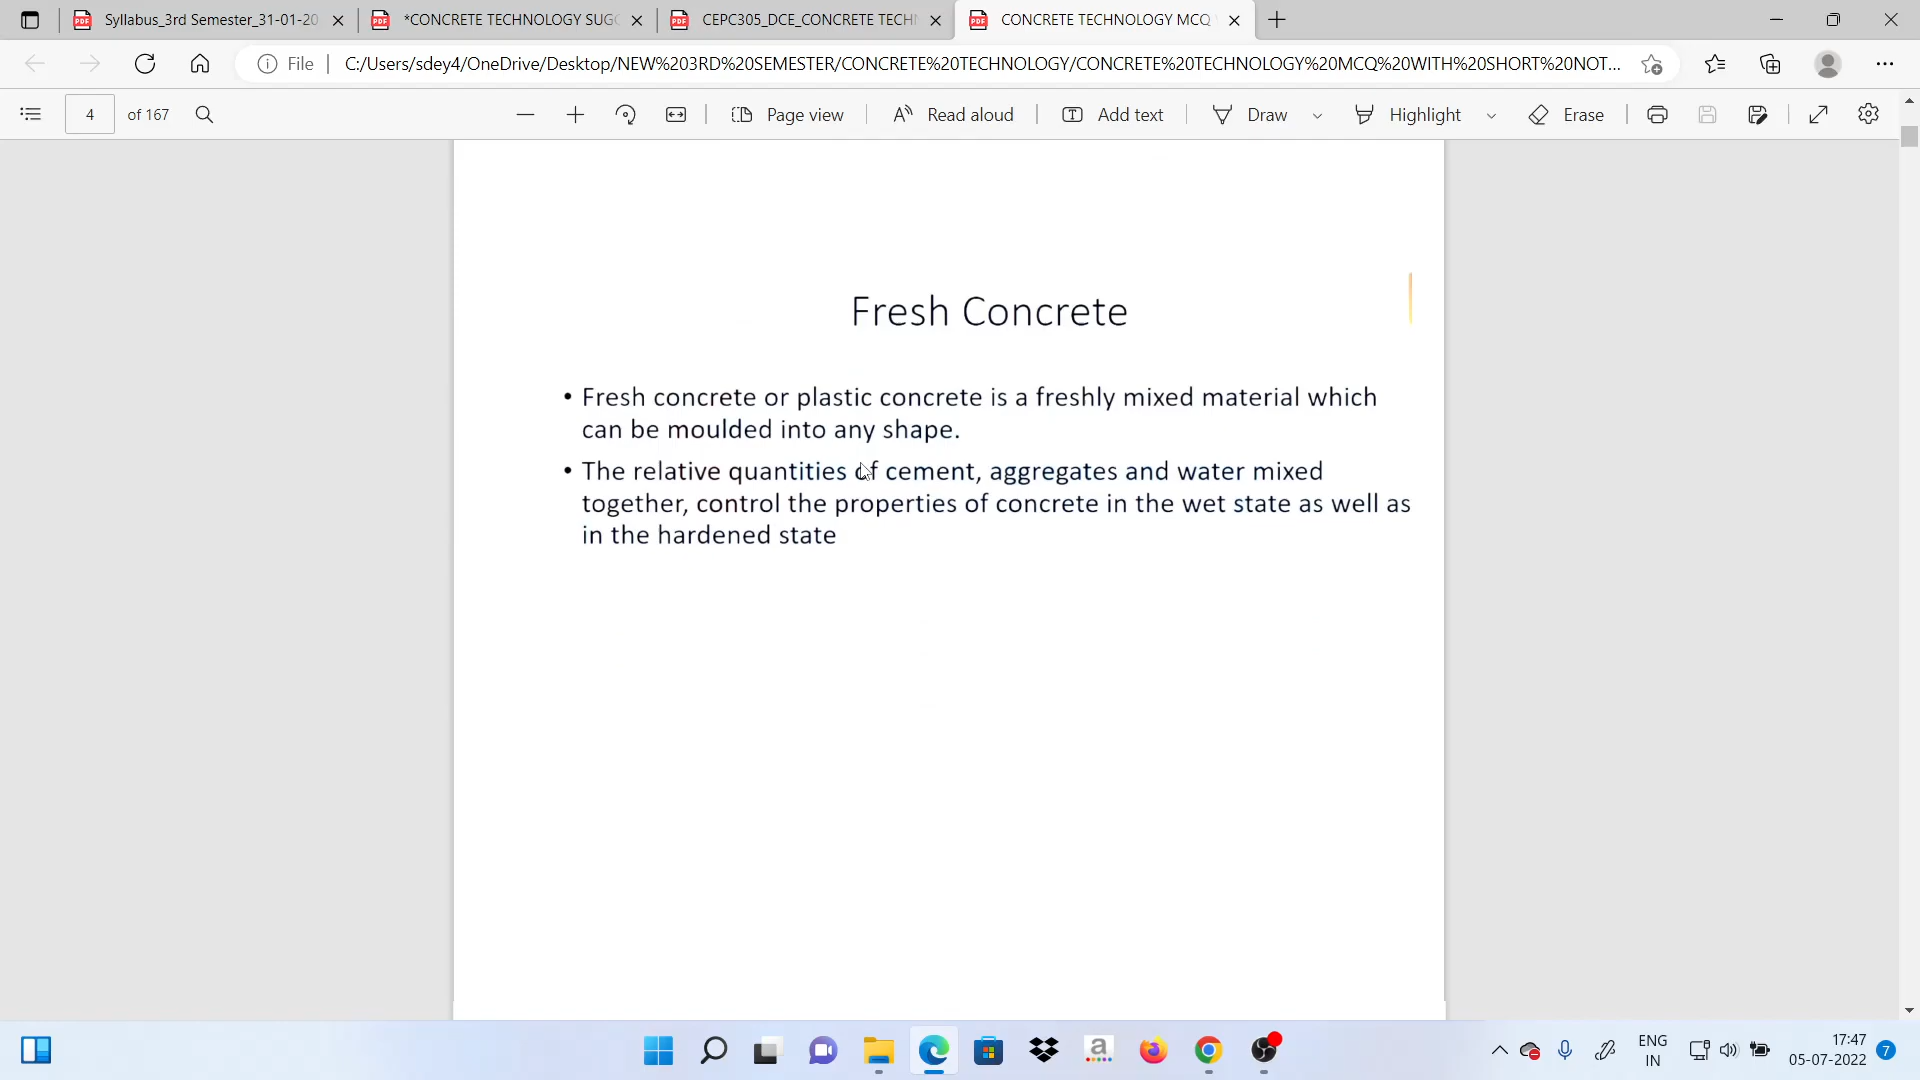 Syllabus_3rd Semester_31-01-20
*CONCRETE TECHNOLOGY SUGG
CEPC305_DCE_CONCRETE TECH
CONCRETE TECHNOLOGY MCQ
File
C:/Users/sdey4/OneDrive/Desktop/NEW%203RD%20SEMESTER/CONCRETE%20TECHNOLOGY/CONCRETE%20TECHNOLOGY%20MCQ%20WITH%20SHORT%20NOT...
4 of 167
Page view
Read aloud
Add text
Draw
Highlight
Erase
Fresh Concrete
• Fresh concrete or plastic concrete is a freshly mixed material which
can be moulded into any shape.
• The relative quantities of cement, aggregates and water mixed
together, control the properties of concrete in the wet state as well as
in the hardened state
ENG
IN
17:47
05-07-2022
7